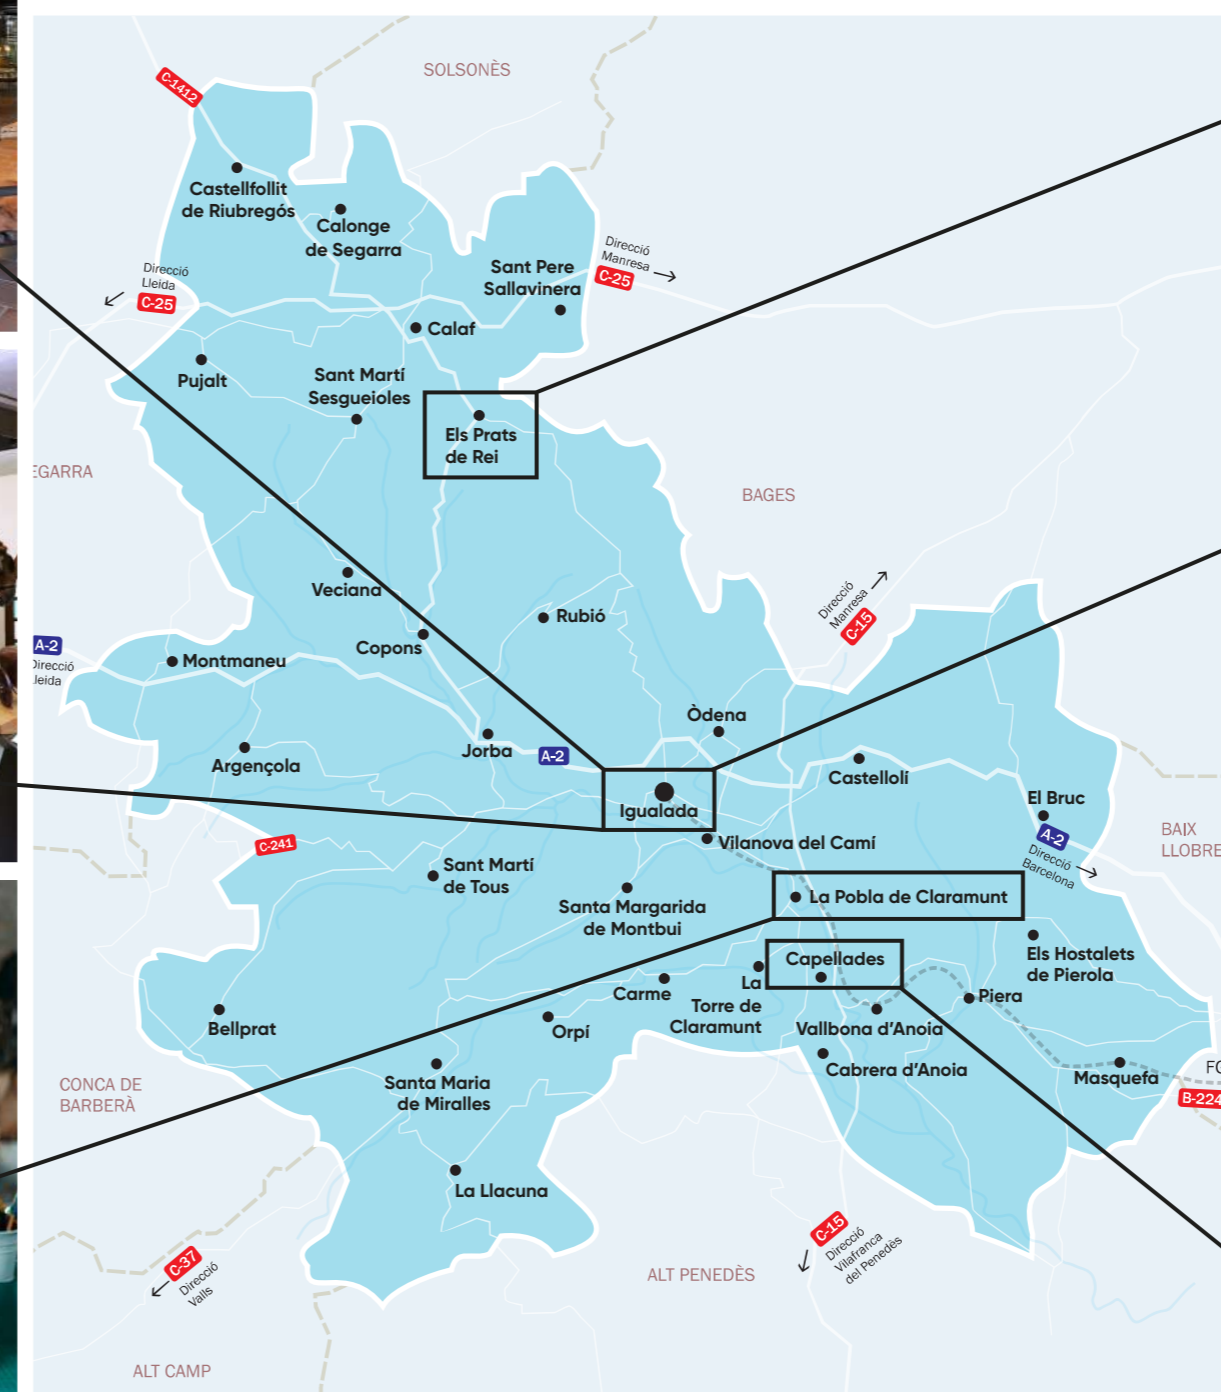 SOLSONÈS
C-1412
Castellfollit
de Riubregós
Calonge
de Segarra
Direcció
Manresa
C-25
Sant Pere
Sallavinera
Direcció
Lleida
C-25
Calaf
Pujalt
Sant Martí
Sesgueioles
Els Prats
de Rei
EGARRA
BAGES
Veciana
Rubió
Direcció
Manresa
C-15
Copons
A-2
Direcció
Lleida
Montmaneu
Òdena
Jorba
A-2
Argençola
Castellolí
Igualada
El Bruc
A-2
Direcció
Barcelona
BAIX
LLOBRE
C-241
Vilanova del Camí
Sant Martí
de Tous
La Pobla de Claramunt
Santa Margarida
de Montbui
Els Hostalets
de Pierola
Capellades
La
Torre de
Claramunt
Carme
Piera
Bellprat
Orpí
Vallbona d'Anoia
Cabrera d'Anoia
Masquefa
FO
B-224
Santa Maria
de Miralles
CONCA DE
BARBERÀ
La Llacuna
C-15
Direcció
Vilafranca
del Penedès
C-37
Direcció
Valls
ALT PENEDÈS
ALT CAMP